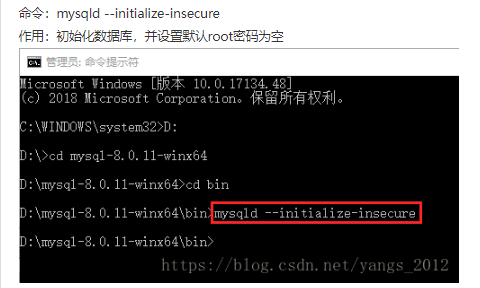 命令：mysqld --initialize-insecure
作用：初始化数据库，并设置默认root密码为空
管理员: 命令提示符
Microsoft Windows [版本 10.0.17134.48]
(c) 2018 Microsoft Corporation。保留所有权利。
C:\WINDOWS\system32>D:
D:\>cd mysql-8.0.11-winx64
D:\mysql-8.0.11-winx64>cd bin
D:\mysql-8.0.11-winx64\bin>mysqld --initialize-insecure
D:\mysql-8.0.11-winx64\bin>
https://blog.csdn.net/yangs_2012